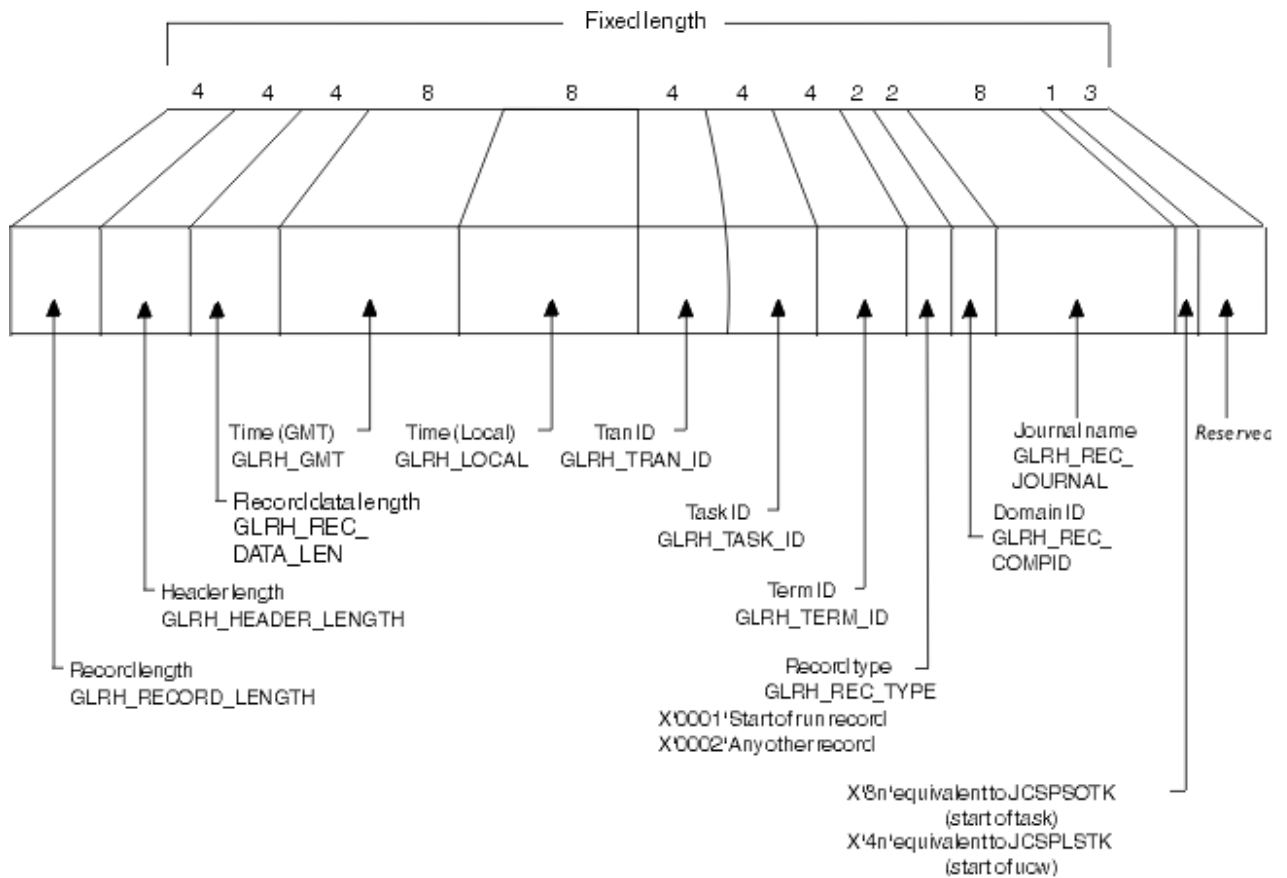 Fixed length
4 4 4 8 8 4 4 4 2 2 8 1 3
Time (GMT)
GLRH_GMT
Time (Local)
GLRH_LOCAL
Tran ID
GLRH_TRAN_ID
Journal name
GLRH_REC_
JOURNAL
Reserved
Record data length
GLRH_REC_
DATA_LEN
Task ID
GLRH_TASK_ID
Domain ID
GLRH_REC_
COMPID
Header length
GLRH_HEADER_LENGTH
Term ID
GLRH_TERM_ID
Record length
GLRH_RECORD_LENGTH
Record type
GLRH_REC_TYPE
X'0001' Start of run record
X'0002' Any other record
X'8n' equivalent to JCSPSOTK
(start of task)
X'4n' equivalent to JCSPLSTK
(start of uow)